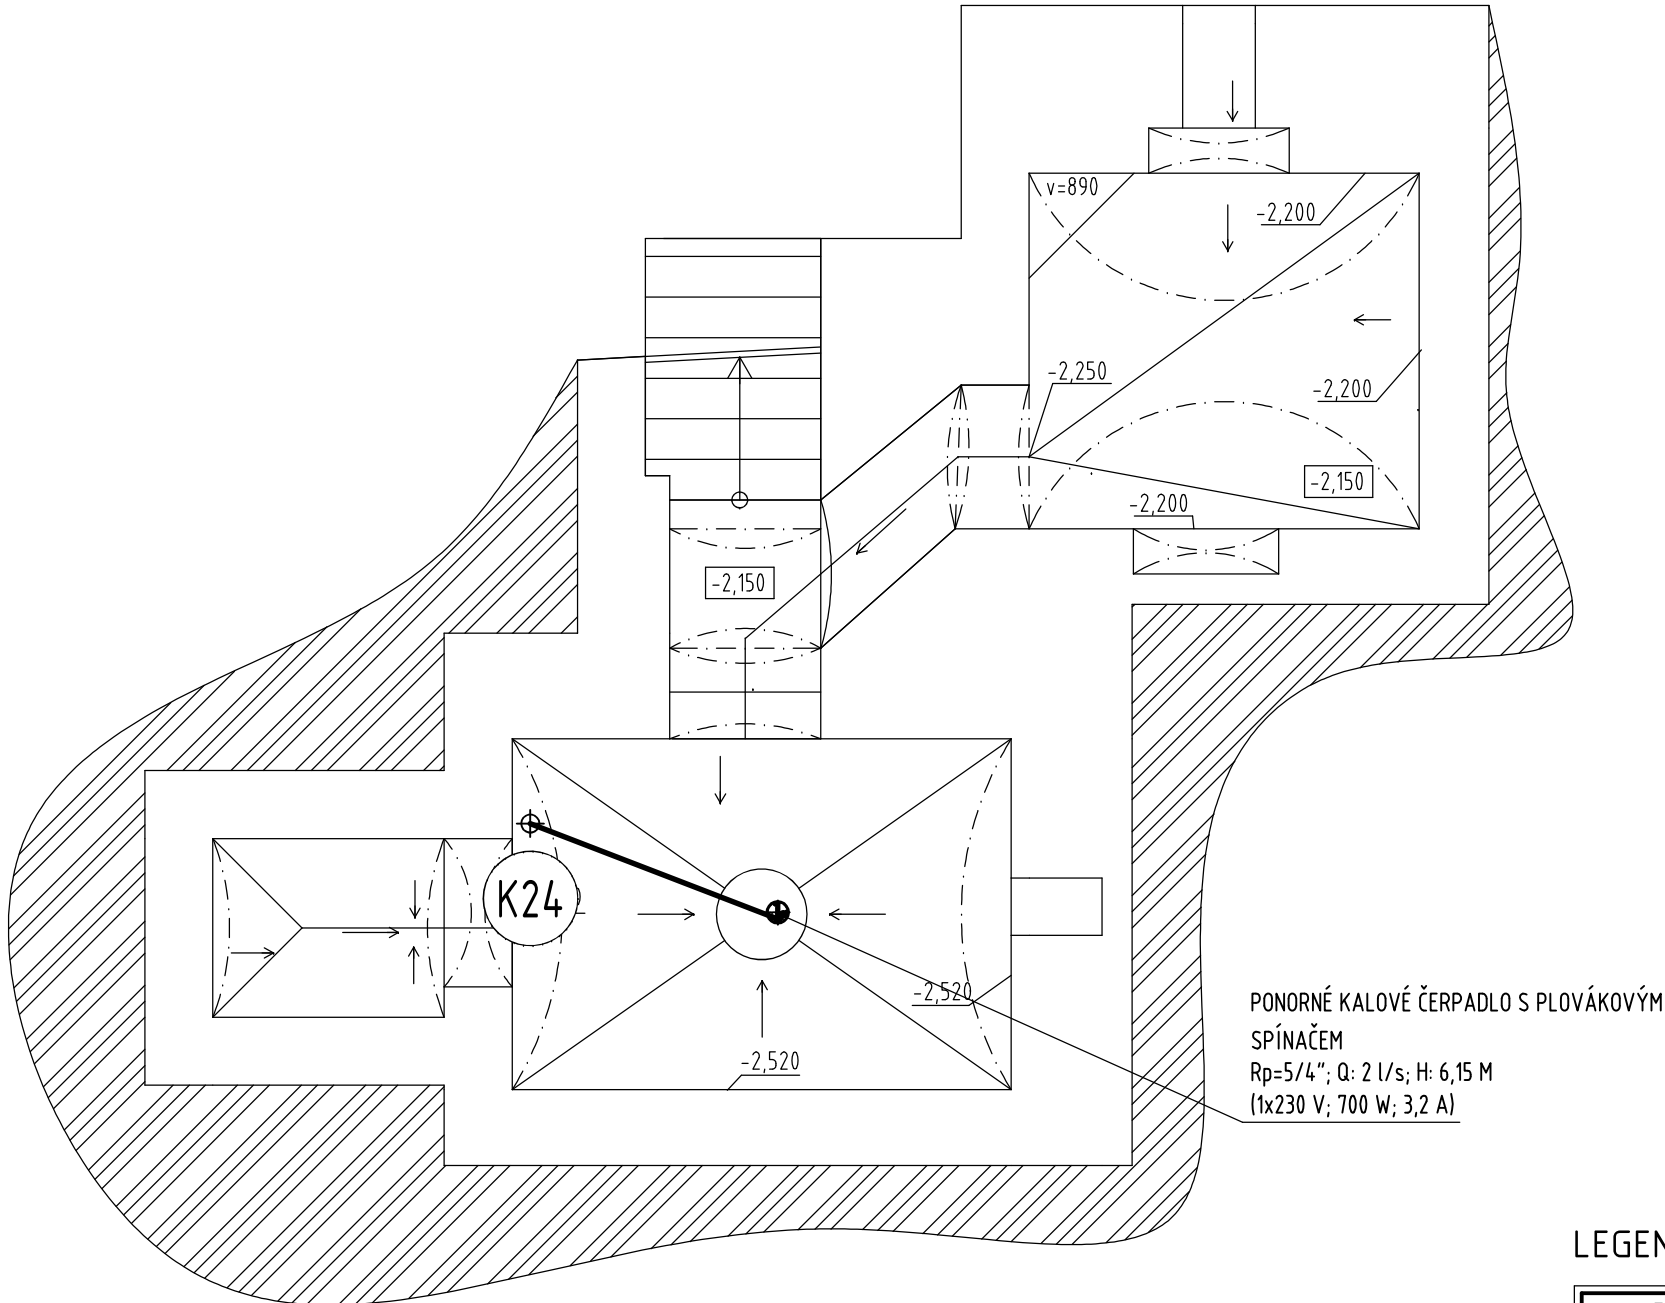 v=890
-2,200
-2,250
-2,200
-2,150
-2,200
-2,150
K24
-2,520
-2,520
PONORNÉ KALOVÉ ČERPADLO S PLOVÁKOVÝM
SPÍNAČEM
Rp=5/4"; Q: 2 l/s; H: 6,15 M
(1x230 V; 700 W; 3,2 A)